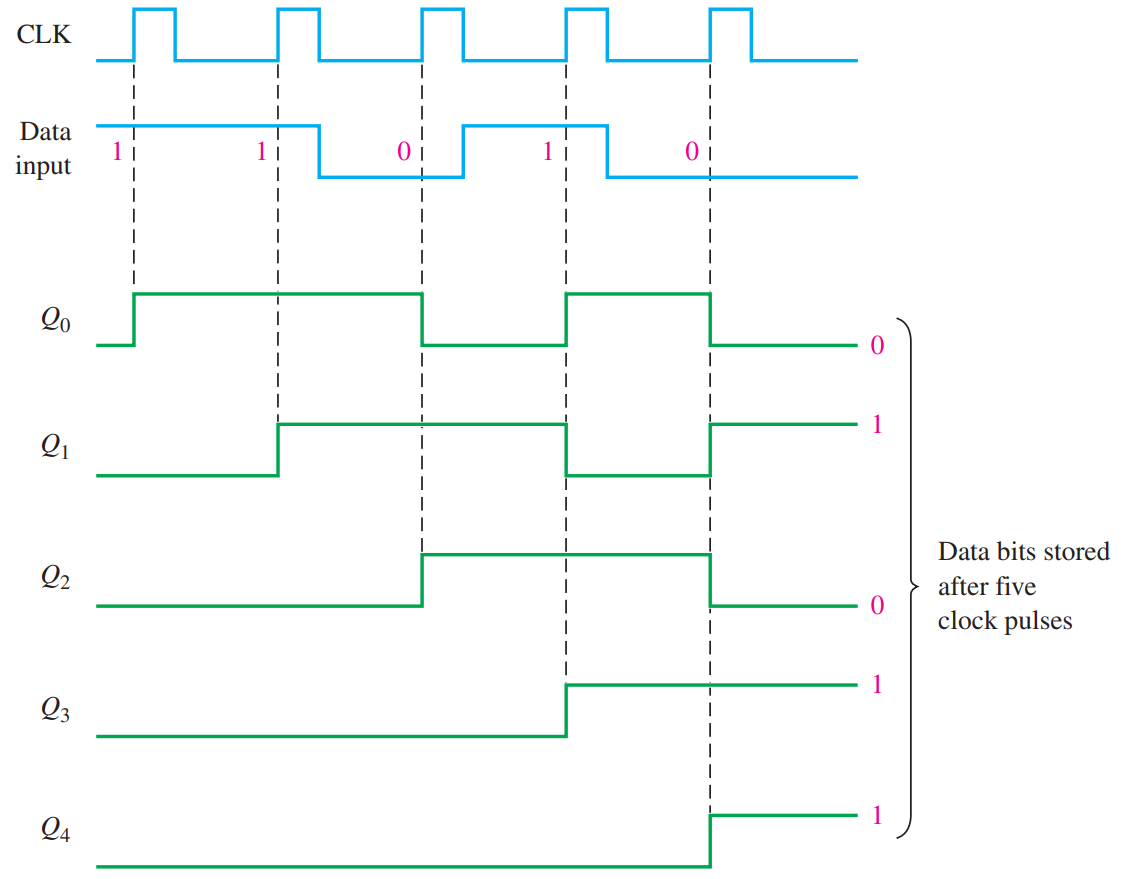 CLK
Data
input
1 1 0 1 0
Q0
0
Q1
1
Data bits stored
after five
clock pulses
Q2
0
Q3
1
Q4
1